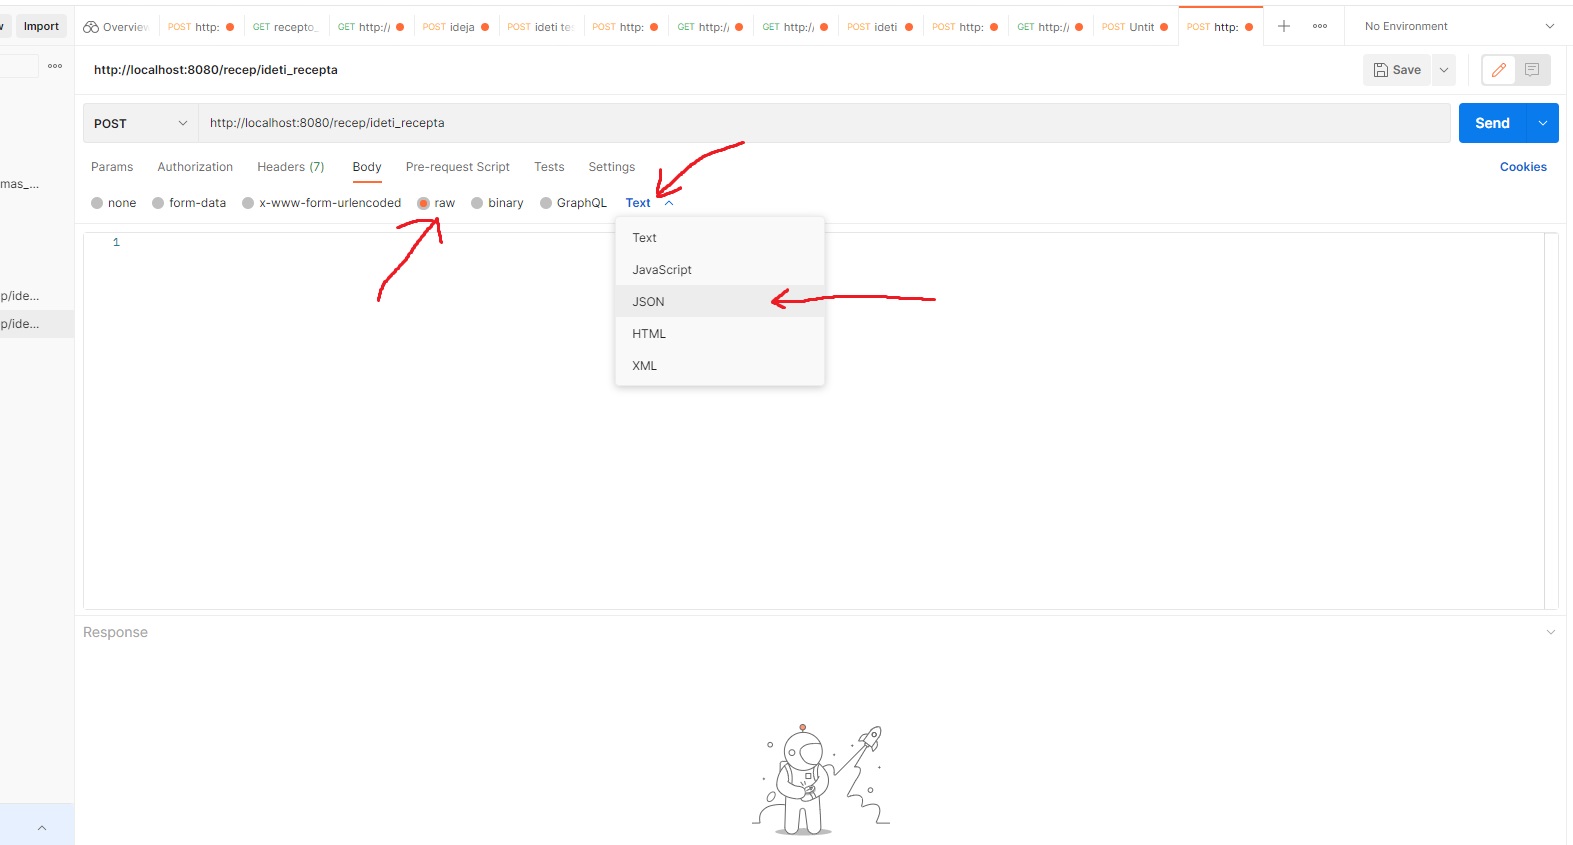 Import
Overview
POST http:
GET recepto_
GET http://
POST ideja
POST ideti te
POST http:
GET http:/
GET http:/
POST ideti
POST http:
GET http:/
POST Untit
POST http:
No Environment
http://localhost:8080/recep/ideti_recepta
Save
POST
http://localhost:8080/recep/ideti_recepta
Send
Params
Authorization
Headers (7)
Body
Pre-request Script
Tests
Settings
Cookies
mas_...
none
form-data
x-www-form-urlencoded
raw
binary
GraphQL
Text
1
Text
JavaScript
JSON
HTML
XML
p/ide...
p/ide...
Response